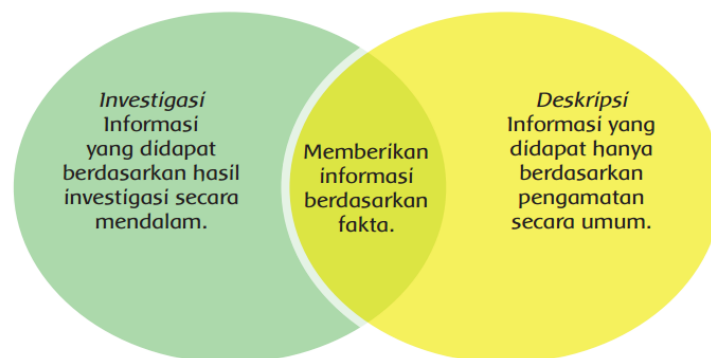 Investigasi
Informasi
yang didapat
berdasarkan hasil
investigasi secara
mendalam.
Memberikan
informasi
berdasarkan
fakta.
Deskripsi
Informasi yang
didapat hanya
berdasarkan
pengamatan
secara umum.